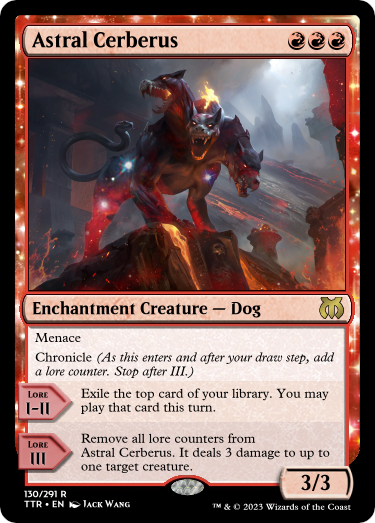 Astral Cerberus
Enchantment Creature — Dog
Menace
Chronicle (As this enters and after your draw step, add
a lore counter. Stop after III.)
LORE
I-II
Exile the top card of your library. You may
play that card this turn.
LORE
III
Remove all lore counters from
Astral Cerberus. It deals 3 damage to up to
one target creature.
3/3
130/291 R
TTR • EN Jack Wang
™ & © 2023 Wizards of the Coast